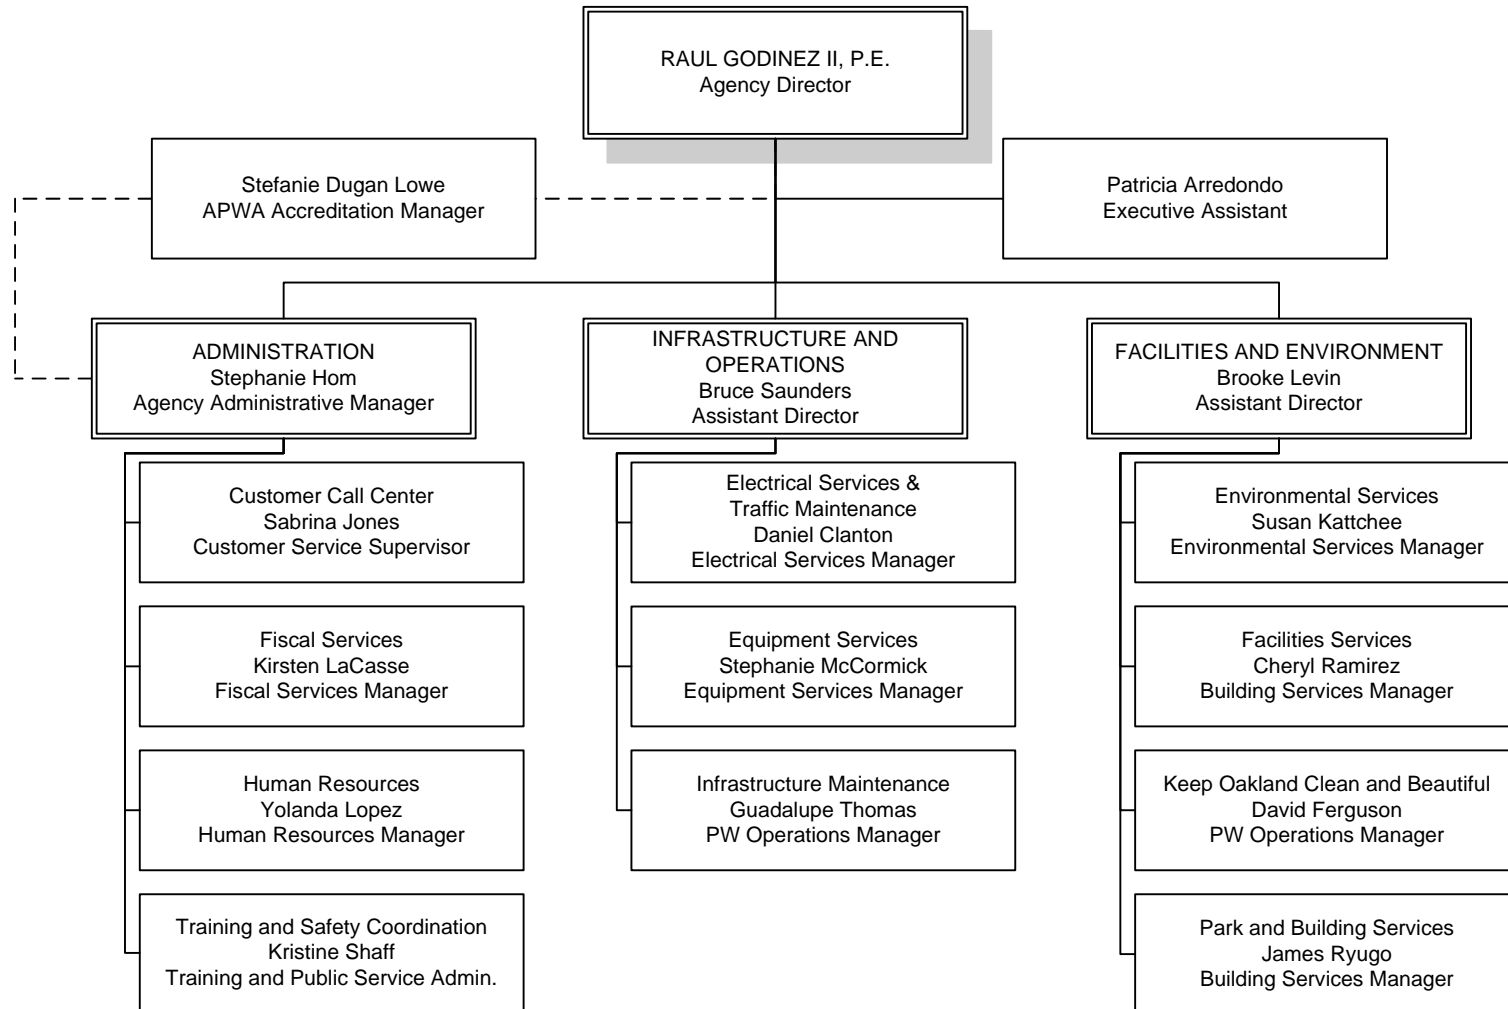 RAUL GODINEZ II, P.E.
Agency Director
Stefanie Dugan Lowe
APWA Accreditation Manager
Patricia Arredondo
Executive Assistant
ADMINISTRATION
Stephanie Hom
Agency Administrative Manager
INFRASTRUCTURE AND
OPERATIONS
Bruce Saunders
Assistant Director
FACILITIES AND ENVIRONMENT
Brooke Levin
Assistant Director
Customer Call Center
Sabrina Jones
Customer Service Supervisor
Fiscal Services
Kirsten LaCasse
Fiscal Services Manager
Human Resources
Yolanda Lopez
Human Resources Manager
Training and Safety Coordination
Kristine Shaff
Training and Public Service Admin.
Electrical Services &
Traffic Maintenance
Daniel Clanton
Electrical Services Manager
Equipment Services
Stephanie McCormick
Equipment Services Manager
Infrastructure Maintenance
Guadalupe Thomas
PW Operations Manager
Environmental Services
Susan Kattchee
Environmental Services Manager
Facilities Services
Cheryl Ramirez
Building Services Manager
Keep Oakland Clean and Beautiful
David Ferguson
PW Operations Manager
Park and Building Services
James Ryugo
Building Services Manager